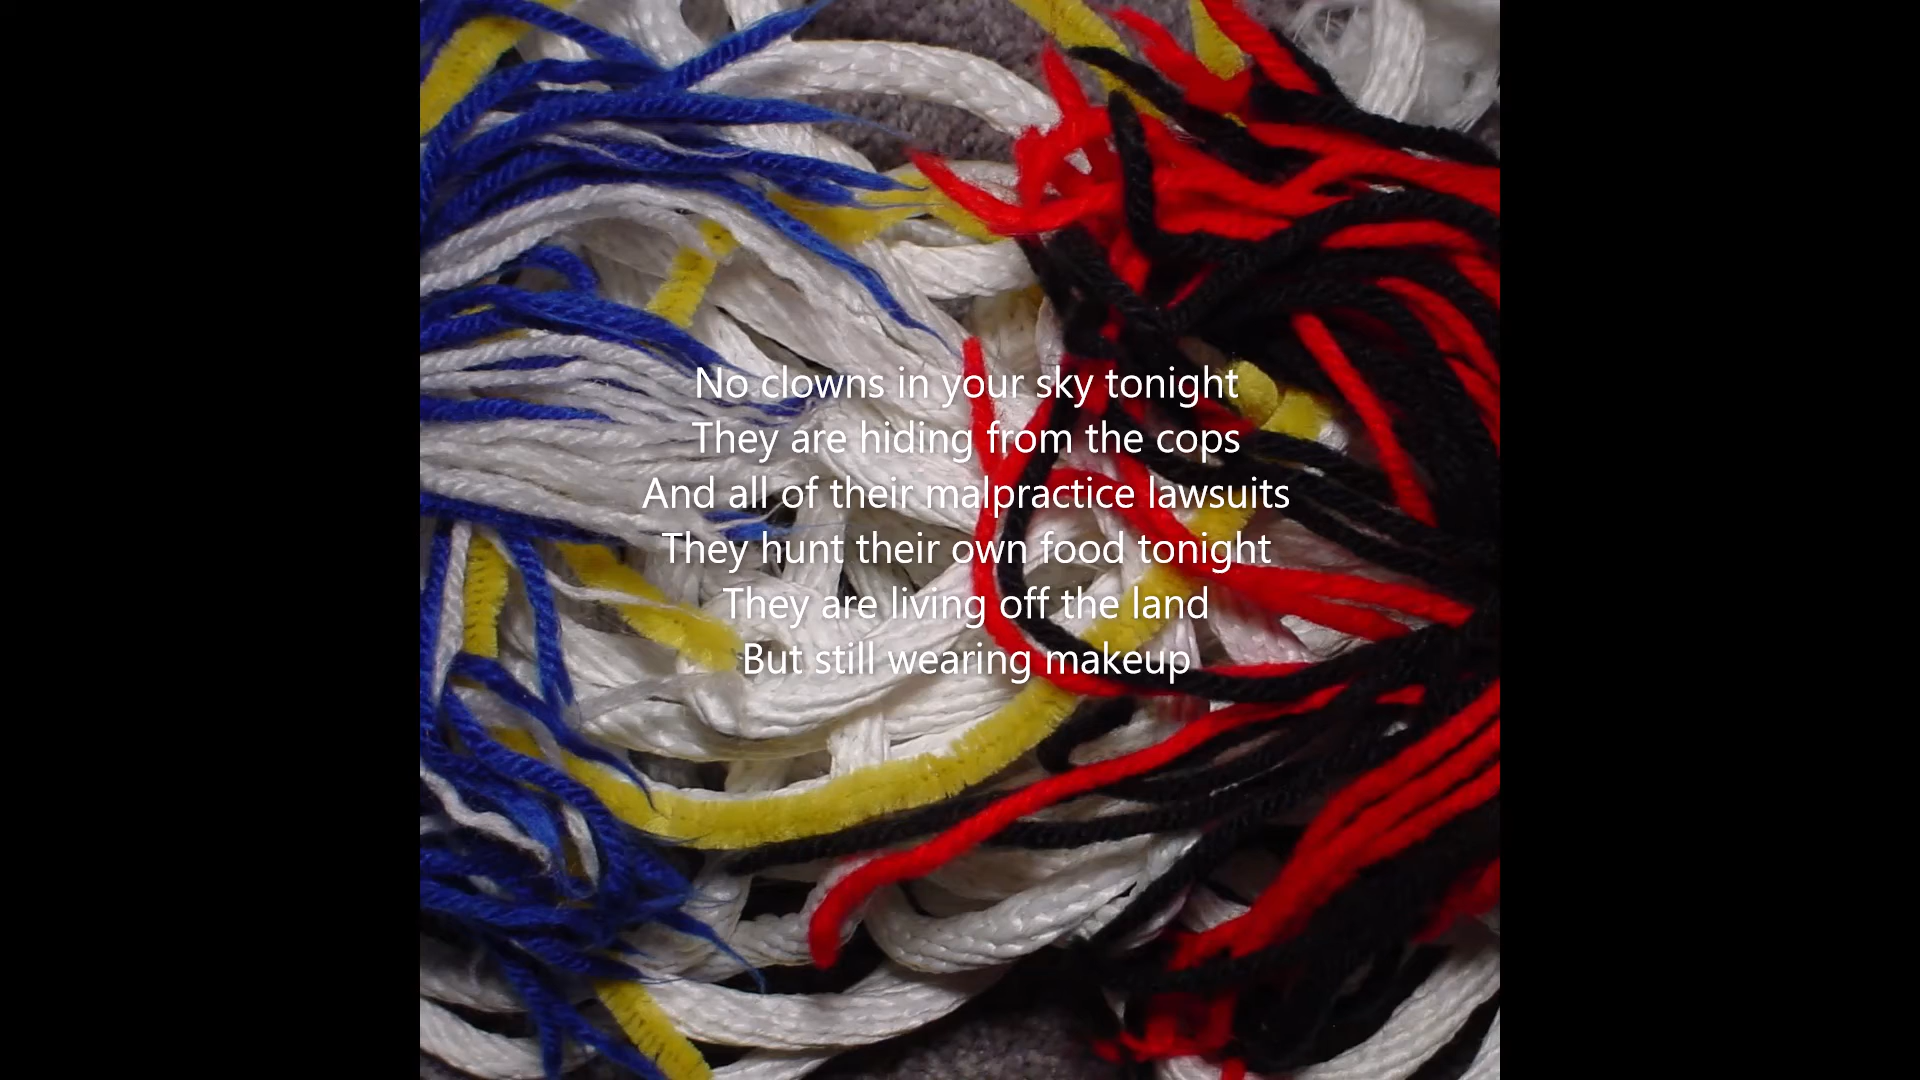 No clowns in your sky tonight
They are hiding from the cops
And all of their malpractice lawsuits
They hunt their own food tonight
They are living off the land
But still wearing makeup